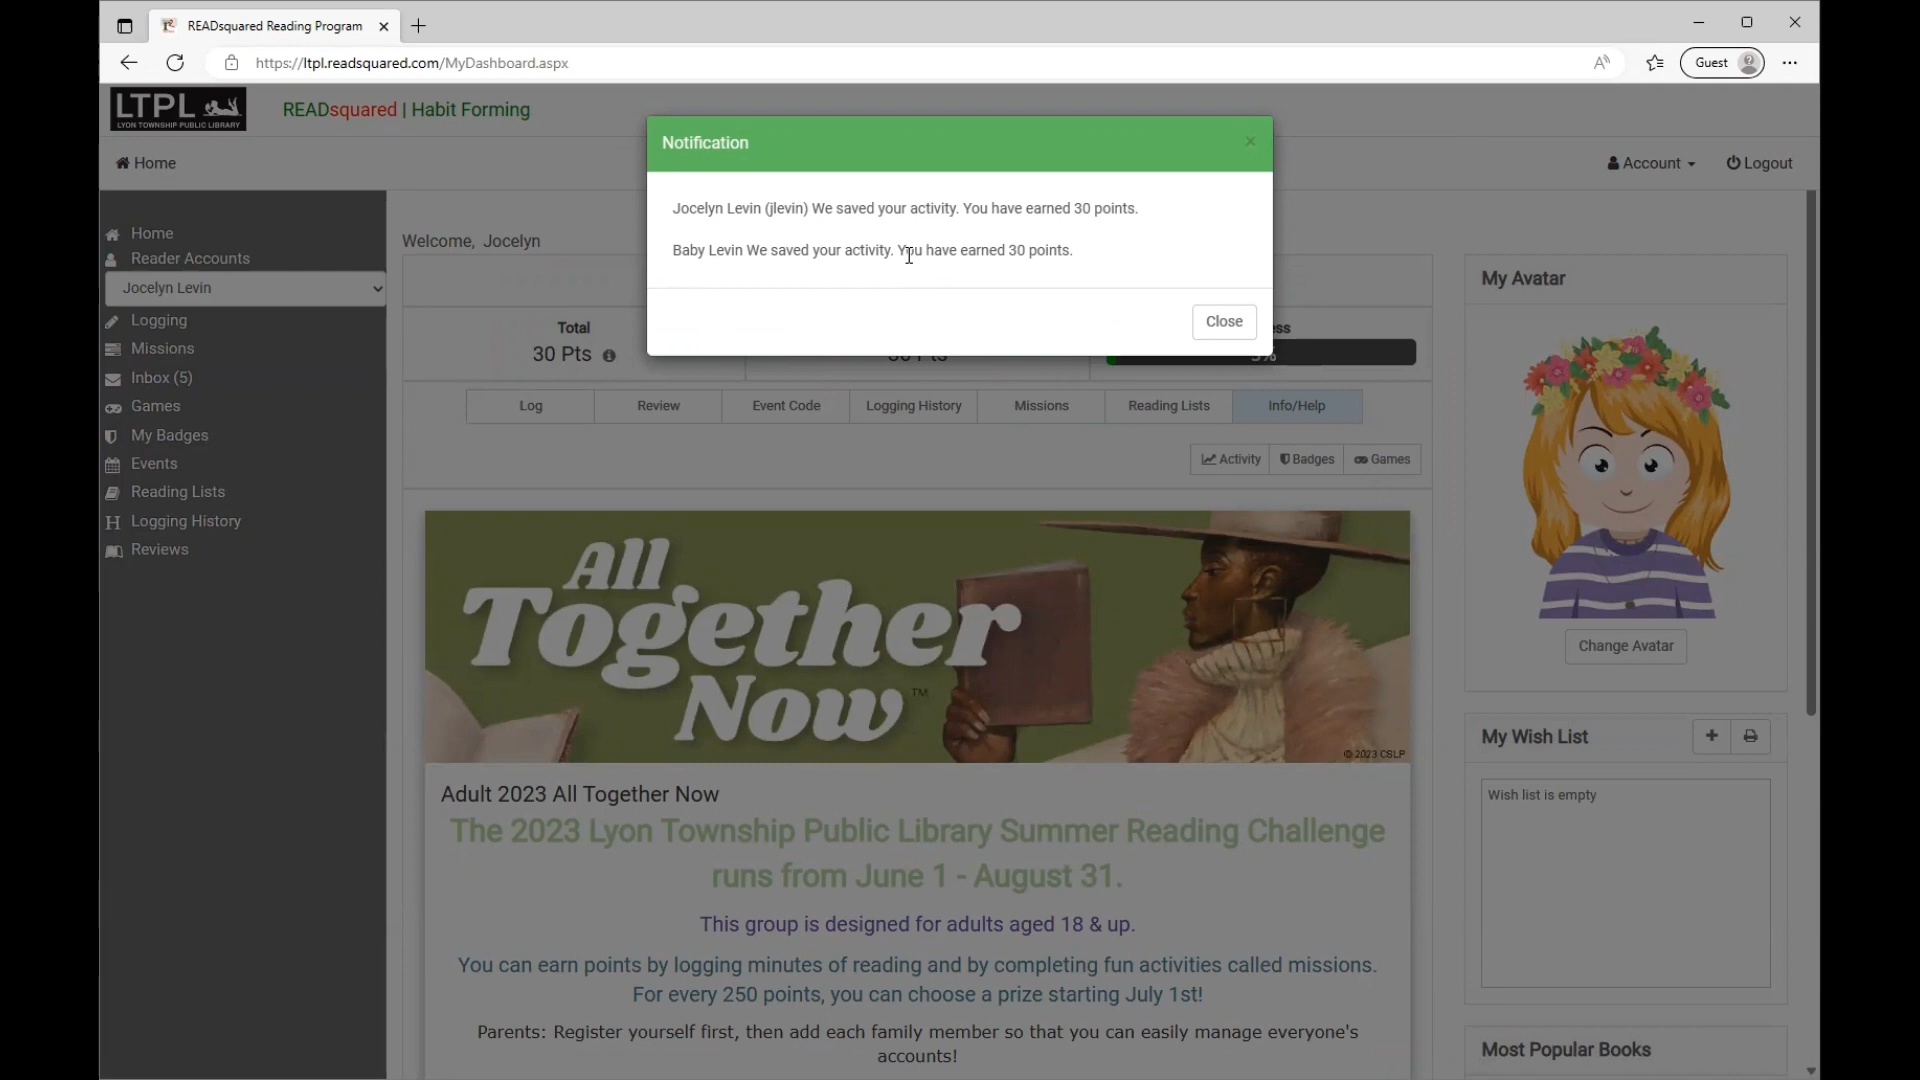 READsquared Reading Program
https://ltpl.readsquared.com/MyDashboard.aspx
Guest
LTPL
LYON TOWNSHIP PUBLIC LIBRARY
READsquared | Habit Forming
Home
Account
Logout
Notification
Jocelyn Levin (jlevin) We saved your activity. You have earned 30 points.
Baby Levin We saved your activity. You have earned 30 points.
Close
Home
Reader Accounts
Jocelyn Levin
Logging
Missions
Inbox (5)
Games
My Badges
Events
Reading Lists
Logging History
Reviews
Welcome, Jocelyn
Total
30 Pts
Log
Review
Event Code
Logging History
Missions
Reading Lists
Info/Help
Activity
Badges
Games
All
Together
Now™
© 2023 CSLP
Adult 2023 All Together Now
The 2023 Lyon Township Public Library Summer Reading Challenge
runs from June 1 - August 31.
This group is designed for adults aged 18 & up.
You can earn points by logging minutes of reading and by completing fun activities called missions.
For every 250 points, you can choose a prize starting July 1st!
Parents: Register yourself first, then add each family member so that you can easily manage everyone's
accounts!
My Avatar
Change Avatar
My Wish List
Wish list is empty
Most Popular Books